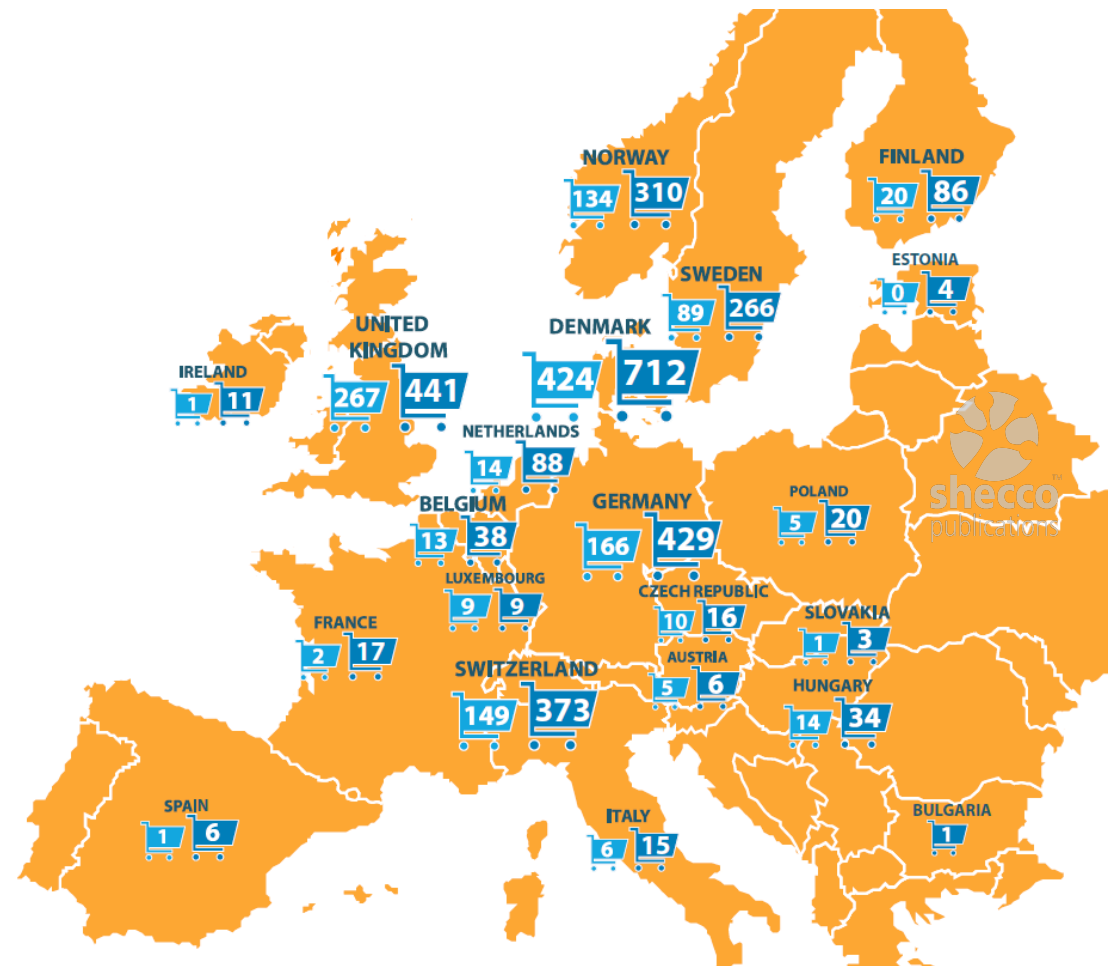 NORWAY
134 310
FINLAND
20 86
ESTONIA
0 4
SWEDEN
89 266
DENMARK
424 712
UNITED
KINGDOM
267 441
IRELAND
1 11
NETHERLANDS
14 88
BELGIUM
13 38
GERMANY
166 429
POLAND
5 20
shecco™
publications
LUXEMBOURG
9 9
CZECH REPUBLIC
10 16
SLOVAKIA
1 3
FRANCE
2 17
SWITZERLAND
149 373
AUSTRIA
5 6
HUNGARY
14 34
SPAIN
1 6
ITALY
6 15
BULGARIA
1